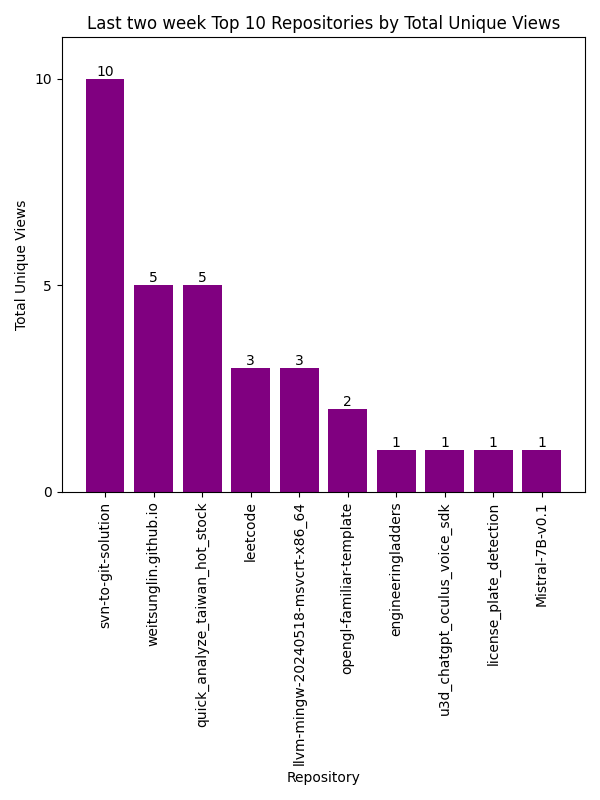 Last two week Top 10 Repositories by Total Unique Views
Total Unique Views
10
5
0
10
5
5
3
3
2
1
1
1
1
svn-to-git-solution
weitsunglin.github.io
quick_analyze_taiwan_hot_stock
leetcode
llvm-mingw-20240518-msvcrt-x86_64
opengl-familiar-template
engineeringladders
u3d_chatgpt_oculus_voice_sdk
license_plate_detection
Mistral-7B-v0.1
Repository